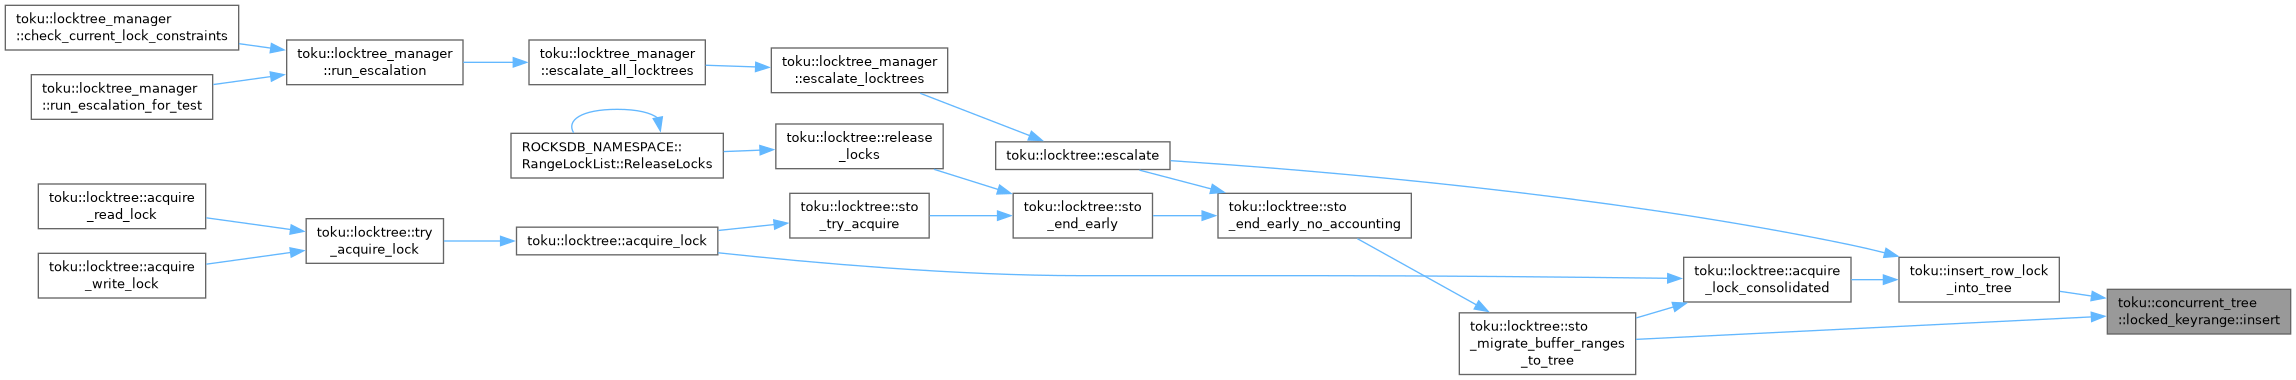 toku::locktree_manager
::check_current_lock_constraints
toku::locktree_manager
::run_escalation_for_test
toku::locktree_manager
::run_escalation
toku::locktree_manager
::escalate_all_locktrees
toku::locktree_manager
::escalate_locktrees
ROCKSDB_NAMESPACE::
RangeLockList::ReleaseLocks
toku::locktree::release
_locks
toku::locktree::escalate
toku::locktree::acquire
_read_lock
toku::locktree::acquire
_write_lock
toku::locktree::try
_acquire_lock
toku::locktree::acquire_lock
toku::locktree::sto
_try_acquire
toku::locktree::sto
_end_early
toku::locktree::sto
_end_early_no_accounting
toku::locktree::acquire
_lock_consolidated
toku::locktree::sto
_migrate_buffer_ranges
_to_tree
toku::insert_row_lock
_into_tree
toku::concurrent_tree
::locked_keyrange::insert